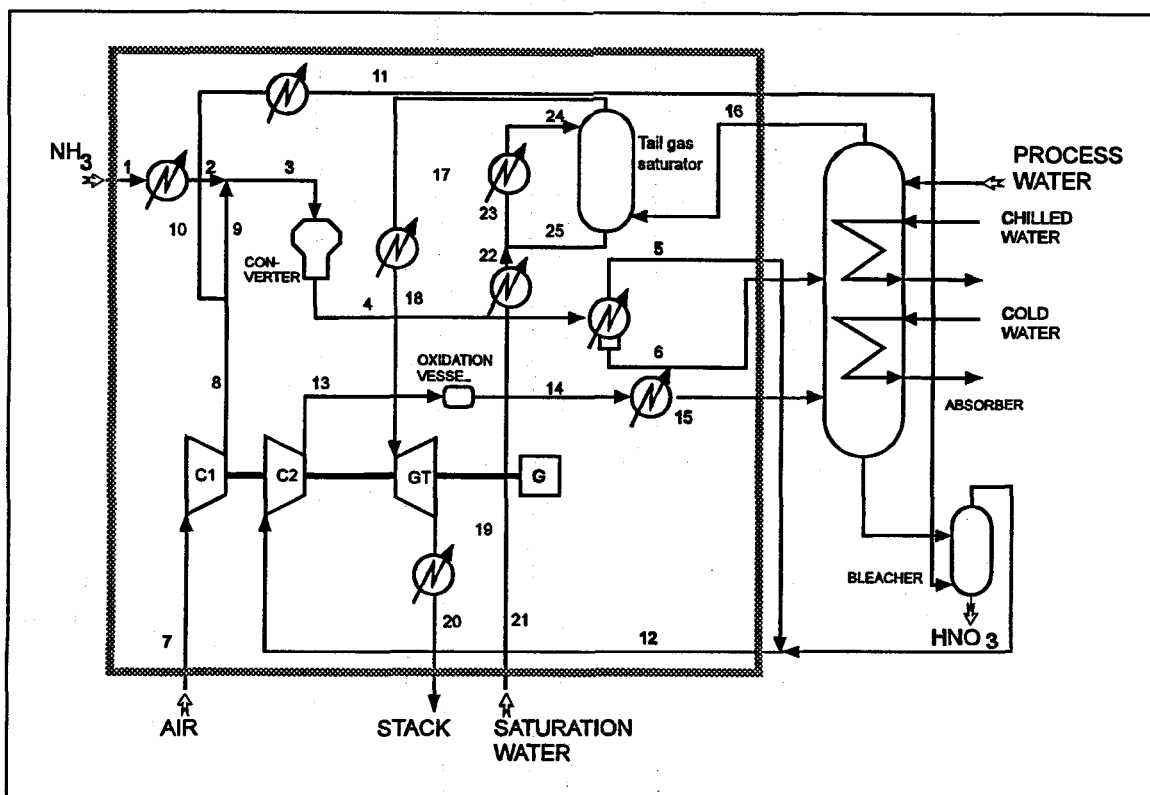 11
NH3
1
2
3
10
9
CON-
VERTER
17
24
Tail gas
saturator
16
23
25
22
5
PROCESS
WATER
CHILLED
WATER
4
18
6
COLD
WATER
8
13
OXIDATION
VESSE_
14
15
ABSORBER
C1
C2
GT
G
19
BLEACHER
7
20
21
12
HNO3
AIR
STACK
SATURATION
WATER